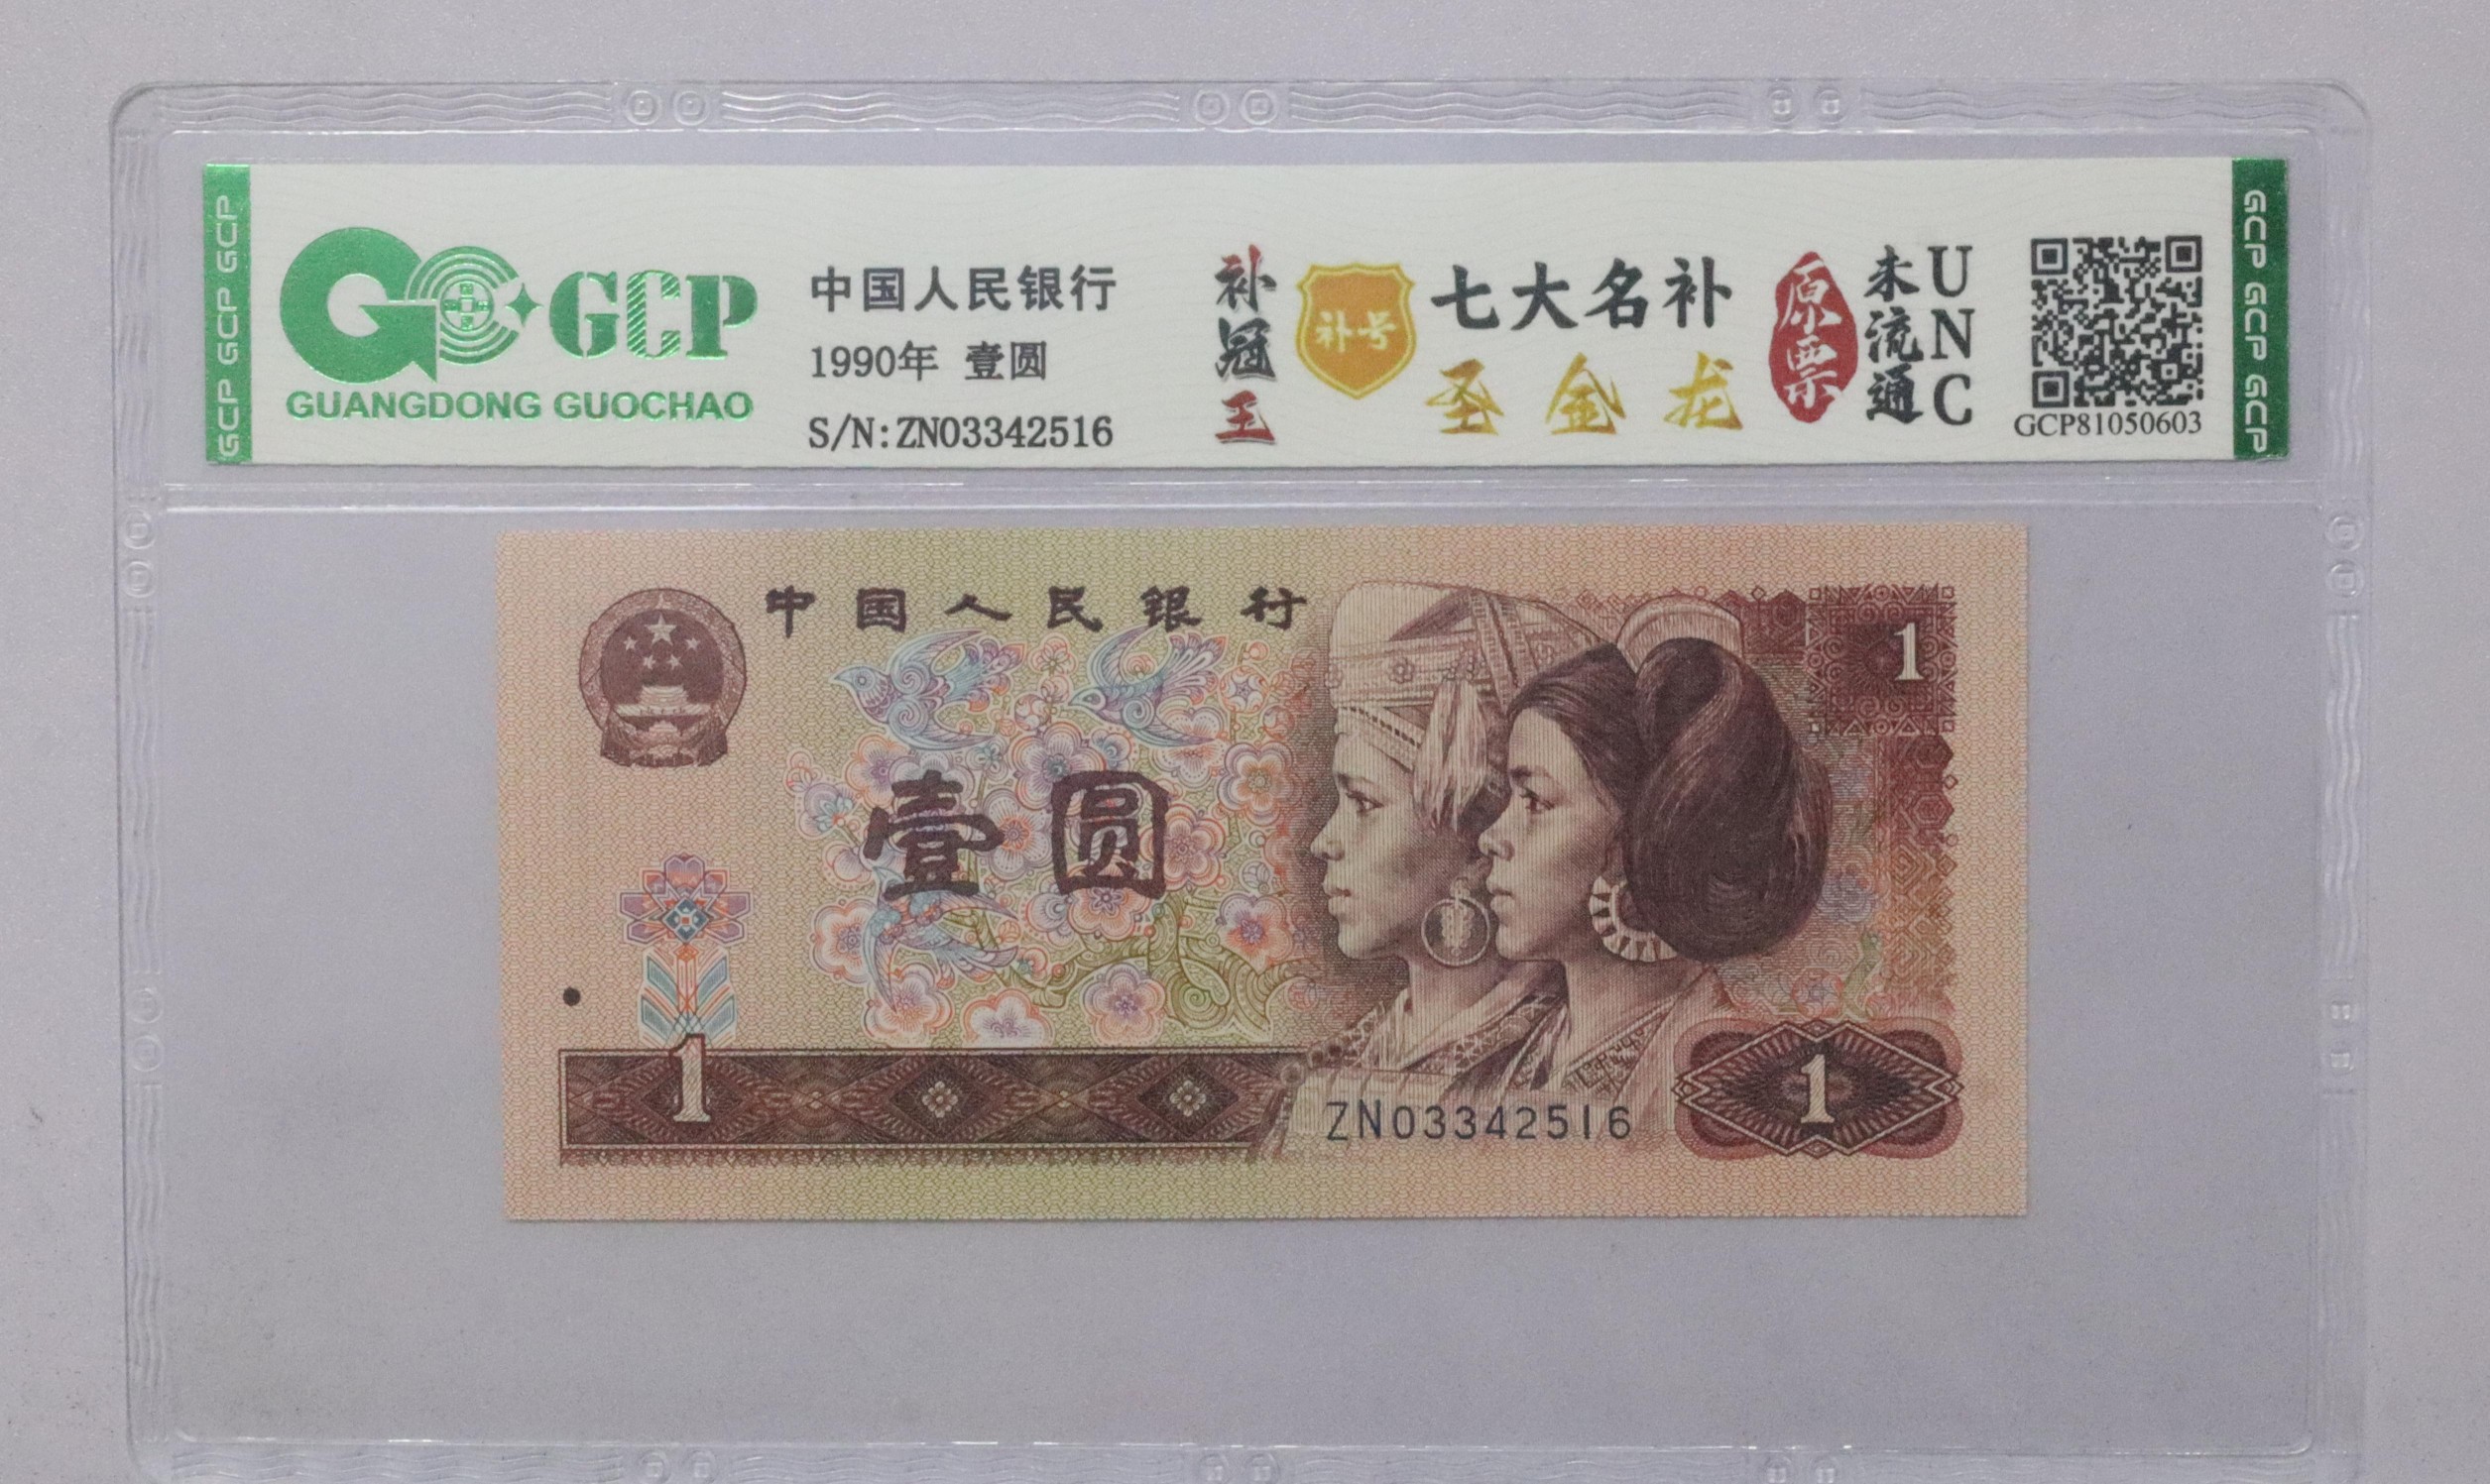 GCP GCP GCP
GCP
GUANGDONG GUOCHAO
中国人民银行
1990年 壹圆
S/N:ZN03342516
补冠王
补号
七大名补
圣金龙
原票
未流通
UNC
GCP81050603
GCP GCP GCP
中国人民银行
1
壹圆
1
1
ZN03342516